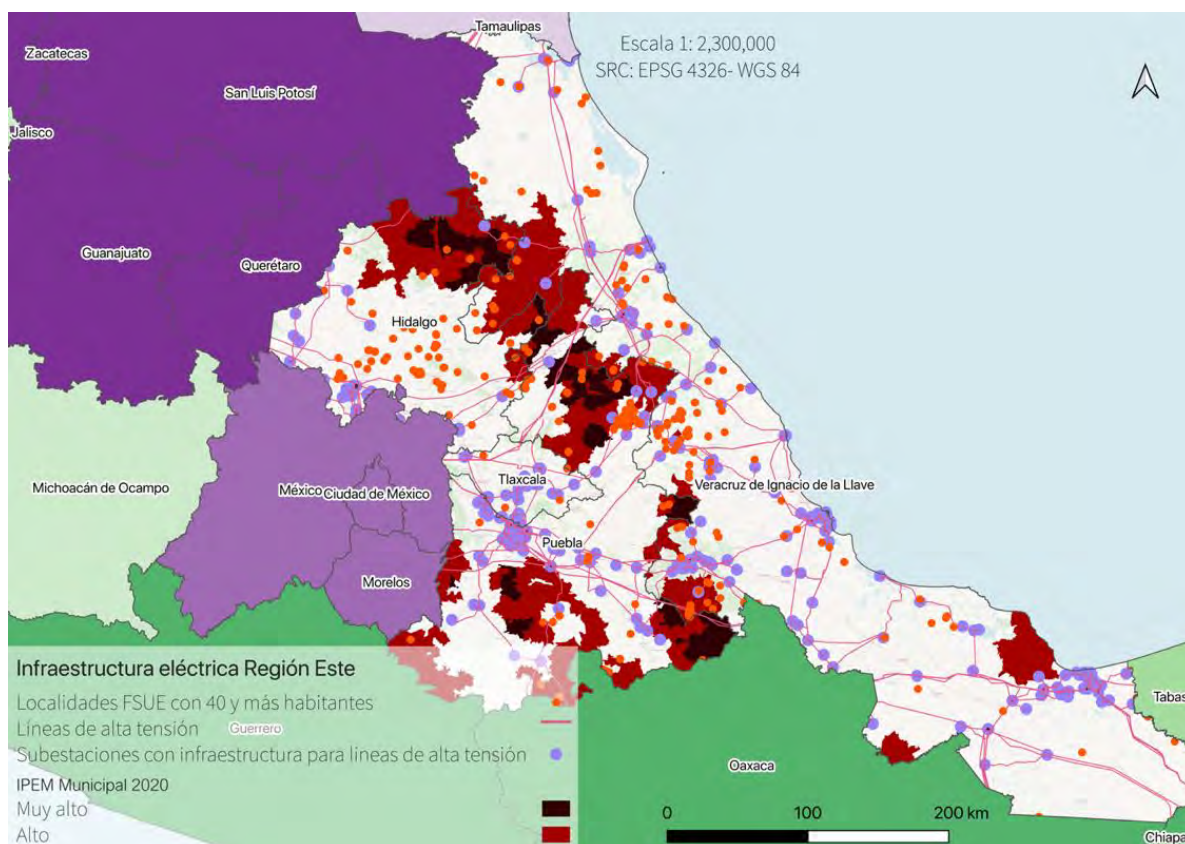 Tamaulipas
Escala 1: 2,300,000
SRC: EPSG 4326- WGS 84
Zacatecas
San Luis Potosí
Jalisco
Guanajuato
Querétaro
Hidalgo
Michoacán de Ocampo
México
Ciudad de México
Tlaxcala
Veracruz de Ignacio de la Llave
Puebla
Morelos
Infraestructura eléctrica Región Este
Localidades FSUE con 40 y más habitantes
Líneas de alta tensión
Guerrero
Subestaciones con infraestructura para líneas de alta tensión
IPEM Municipal 2020
Muy alto
Alto
Tabas
Oaxaca
0 100 200 km
Chiapa